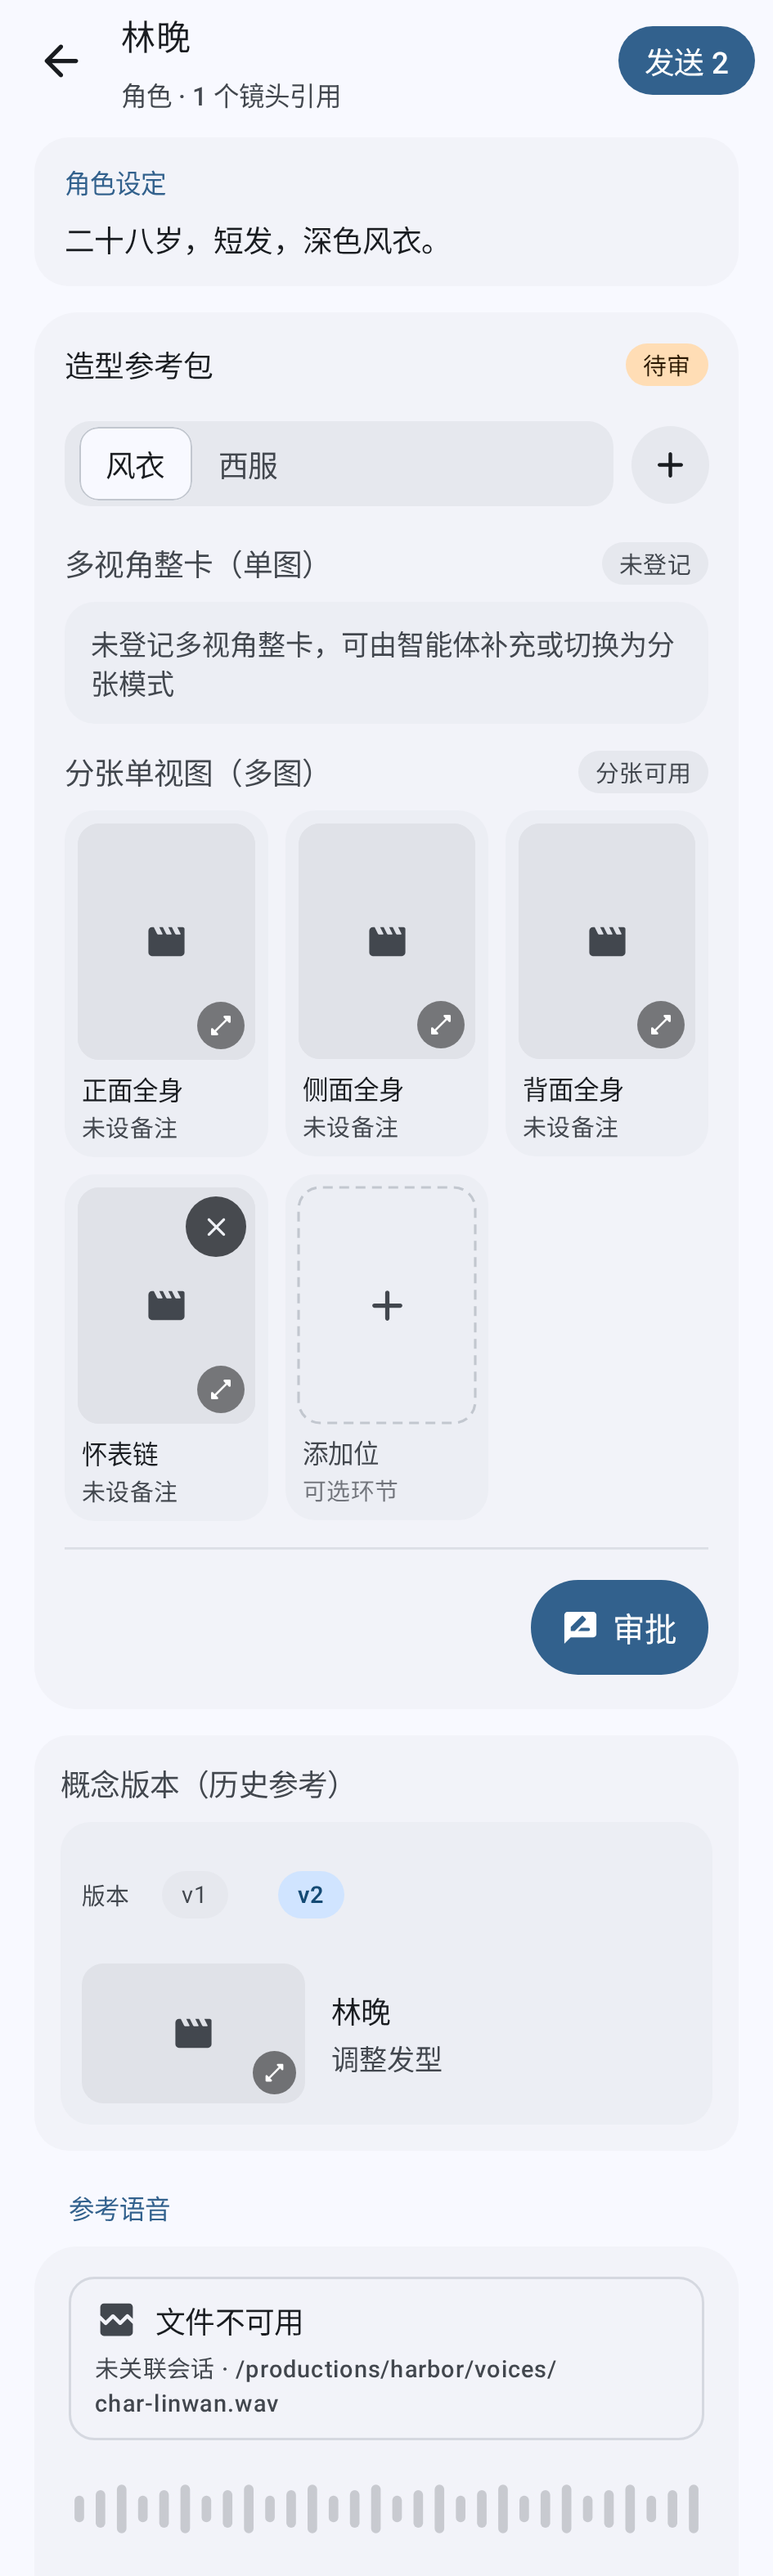 林晚
角色 · 1 个镜头引用
发送 2
角色设定
二十八岁，短发，深色风衣。
造型参考包
待审
风衣
西服
多视角整卡（单图）
未登记
未登记多视角整卡，可由智能体补充或切换为分
张模式
分张单视图（多图）
分张可用
正面全身
未设备注
侧面全身
未设备注
背面全身
未设备注
怀表链
未设备注
添加位
可选环节
审批
概念版本（历史参考）
版本
v1
v2
林晚
调整发型
参考语音
文件不可用
未关联会话 · /productions/harbor/voices/
char-linwan.wav